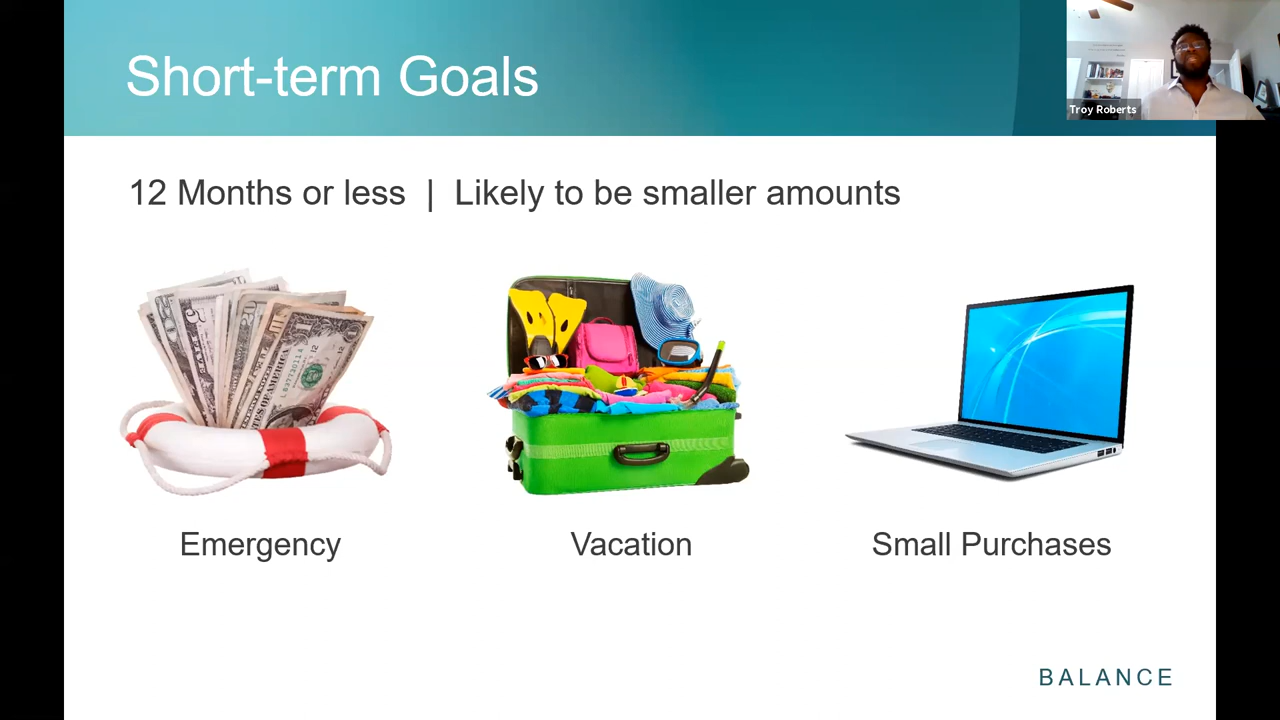 Short-term Goals
Troy Roberts
12 Months or less | Likely to be smaller amounts
Emergency
Vacation
Small Purchases
BALANCE